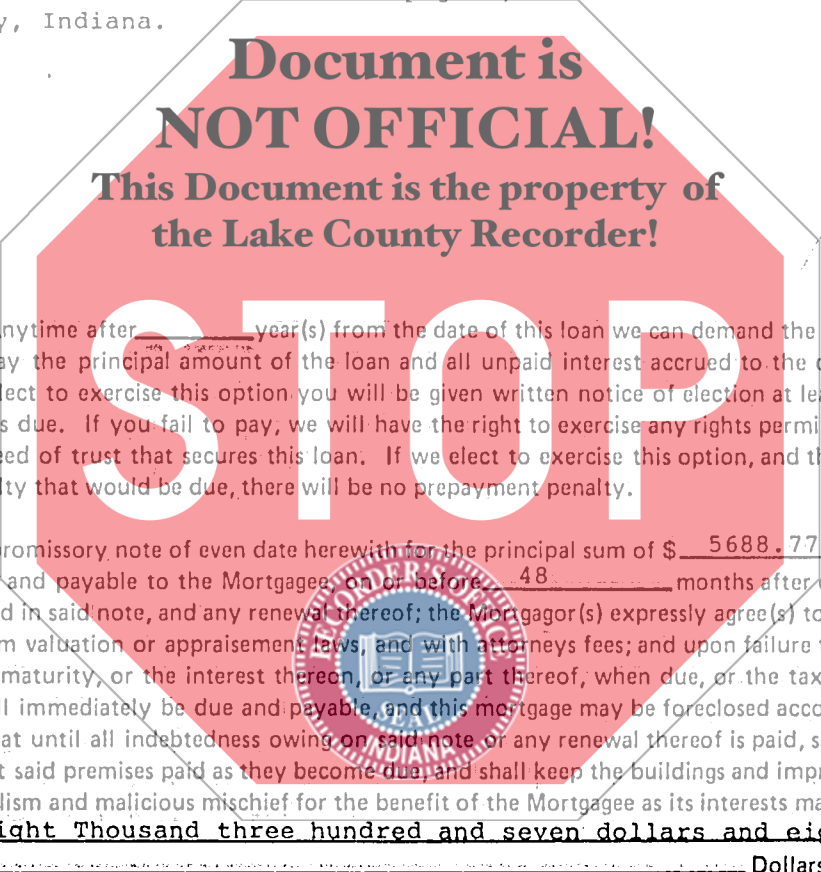 y, Indiana.
Document is
NOT OFFICIAL!
This Document is the property of
the Lake County Recorder!
STOP
nytime after year(s) from the date of this loan we can demand the
ay the principal amount of the loan and all unpaid interest accrued to the
lect to exercise this option you will be given written notice of election at lea
s due. If you fail to pay, we will have the right to exercise any rights permi
eed of trust that secures this loan. If we elect to exercise this option, and th
lty that would be due, there will be no prepayment penalty.
promissory note of even date herewith for the principal sum of $ 5688.77
and payable to the Mortgagee, on or before 48 months after
d in said note, and any renewal thereof; the Mortgagor(s) expressly agree(s) to
m valuation or appraisement laws, and with attorneys fees; and upon failure
maturity, or the interest thereon, or any part thereof, when due, or the tax
ll immediately be due and payable, and this mortgage may be foreclosed acco
at until all indebtedness owing on said note or any renewal thereof is paid, s
t said premises paid as they become due, and shall keep the buildings and impr
lism and malicious mischief for the benefit of the Mortgagee as its interests ma
ight Thousand three hundred and seven dollars and eig
Dollars
RECORDER'S OFFICE
SEAL
INDIANA